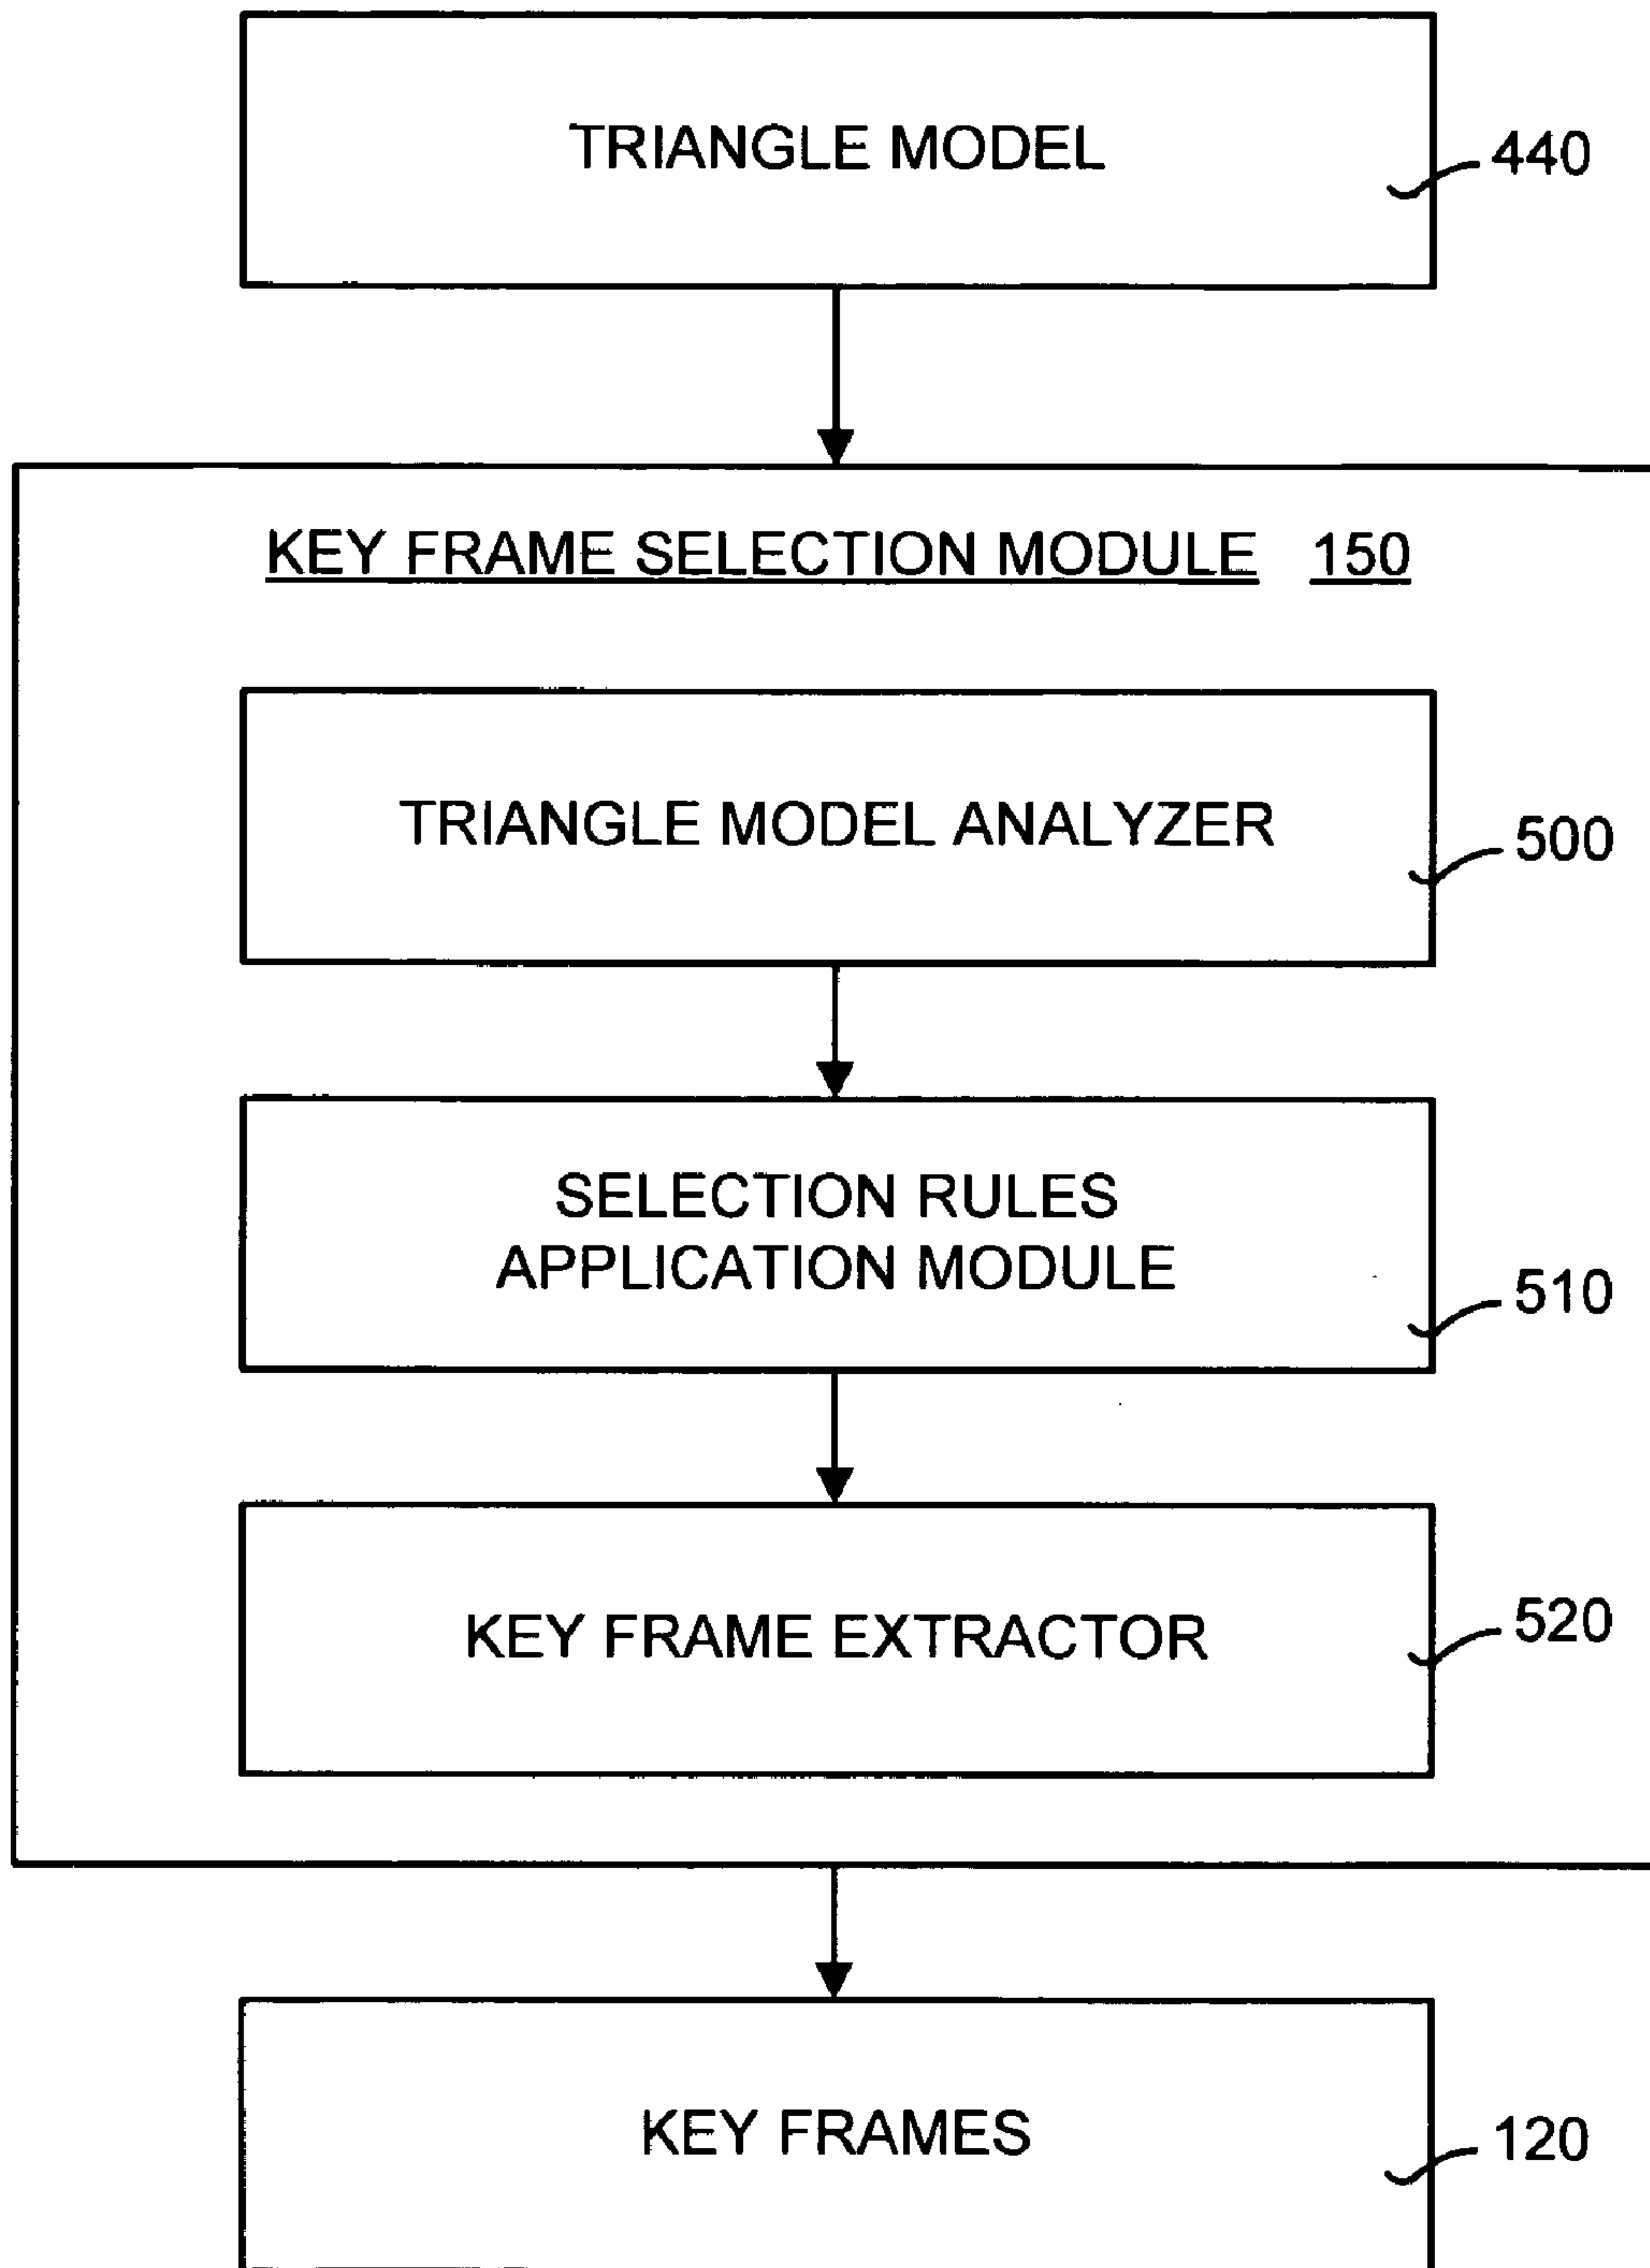 TRIANGLE MODEL
440
KEY FRAME SELECTION MODULE 150
TRIANGLE MODEL ANALYZER
500
SELECTION RULES
APPLICATION MODULE
510
KEY FRAME EXTRACTOR
520
KEY FRAMES
120